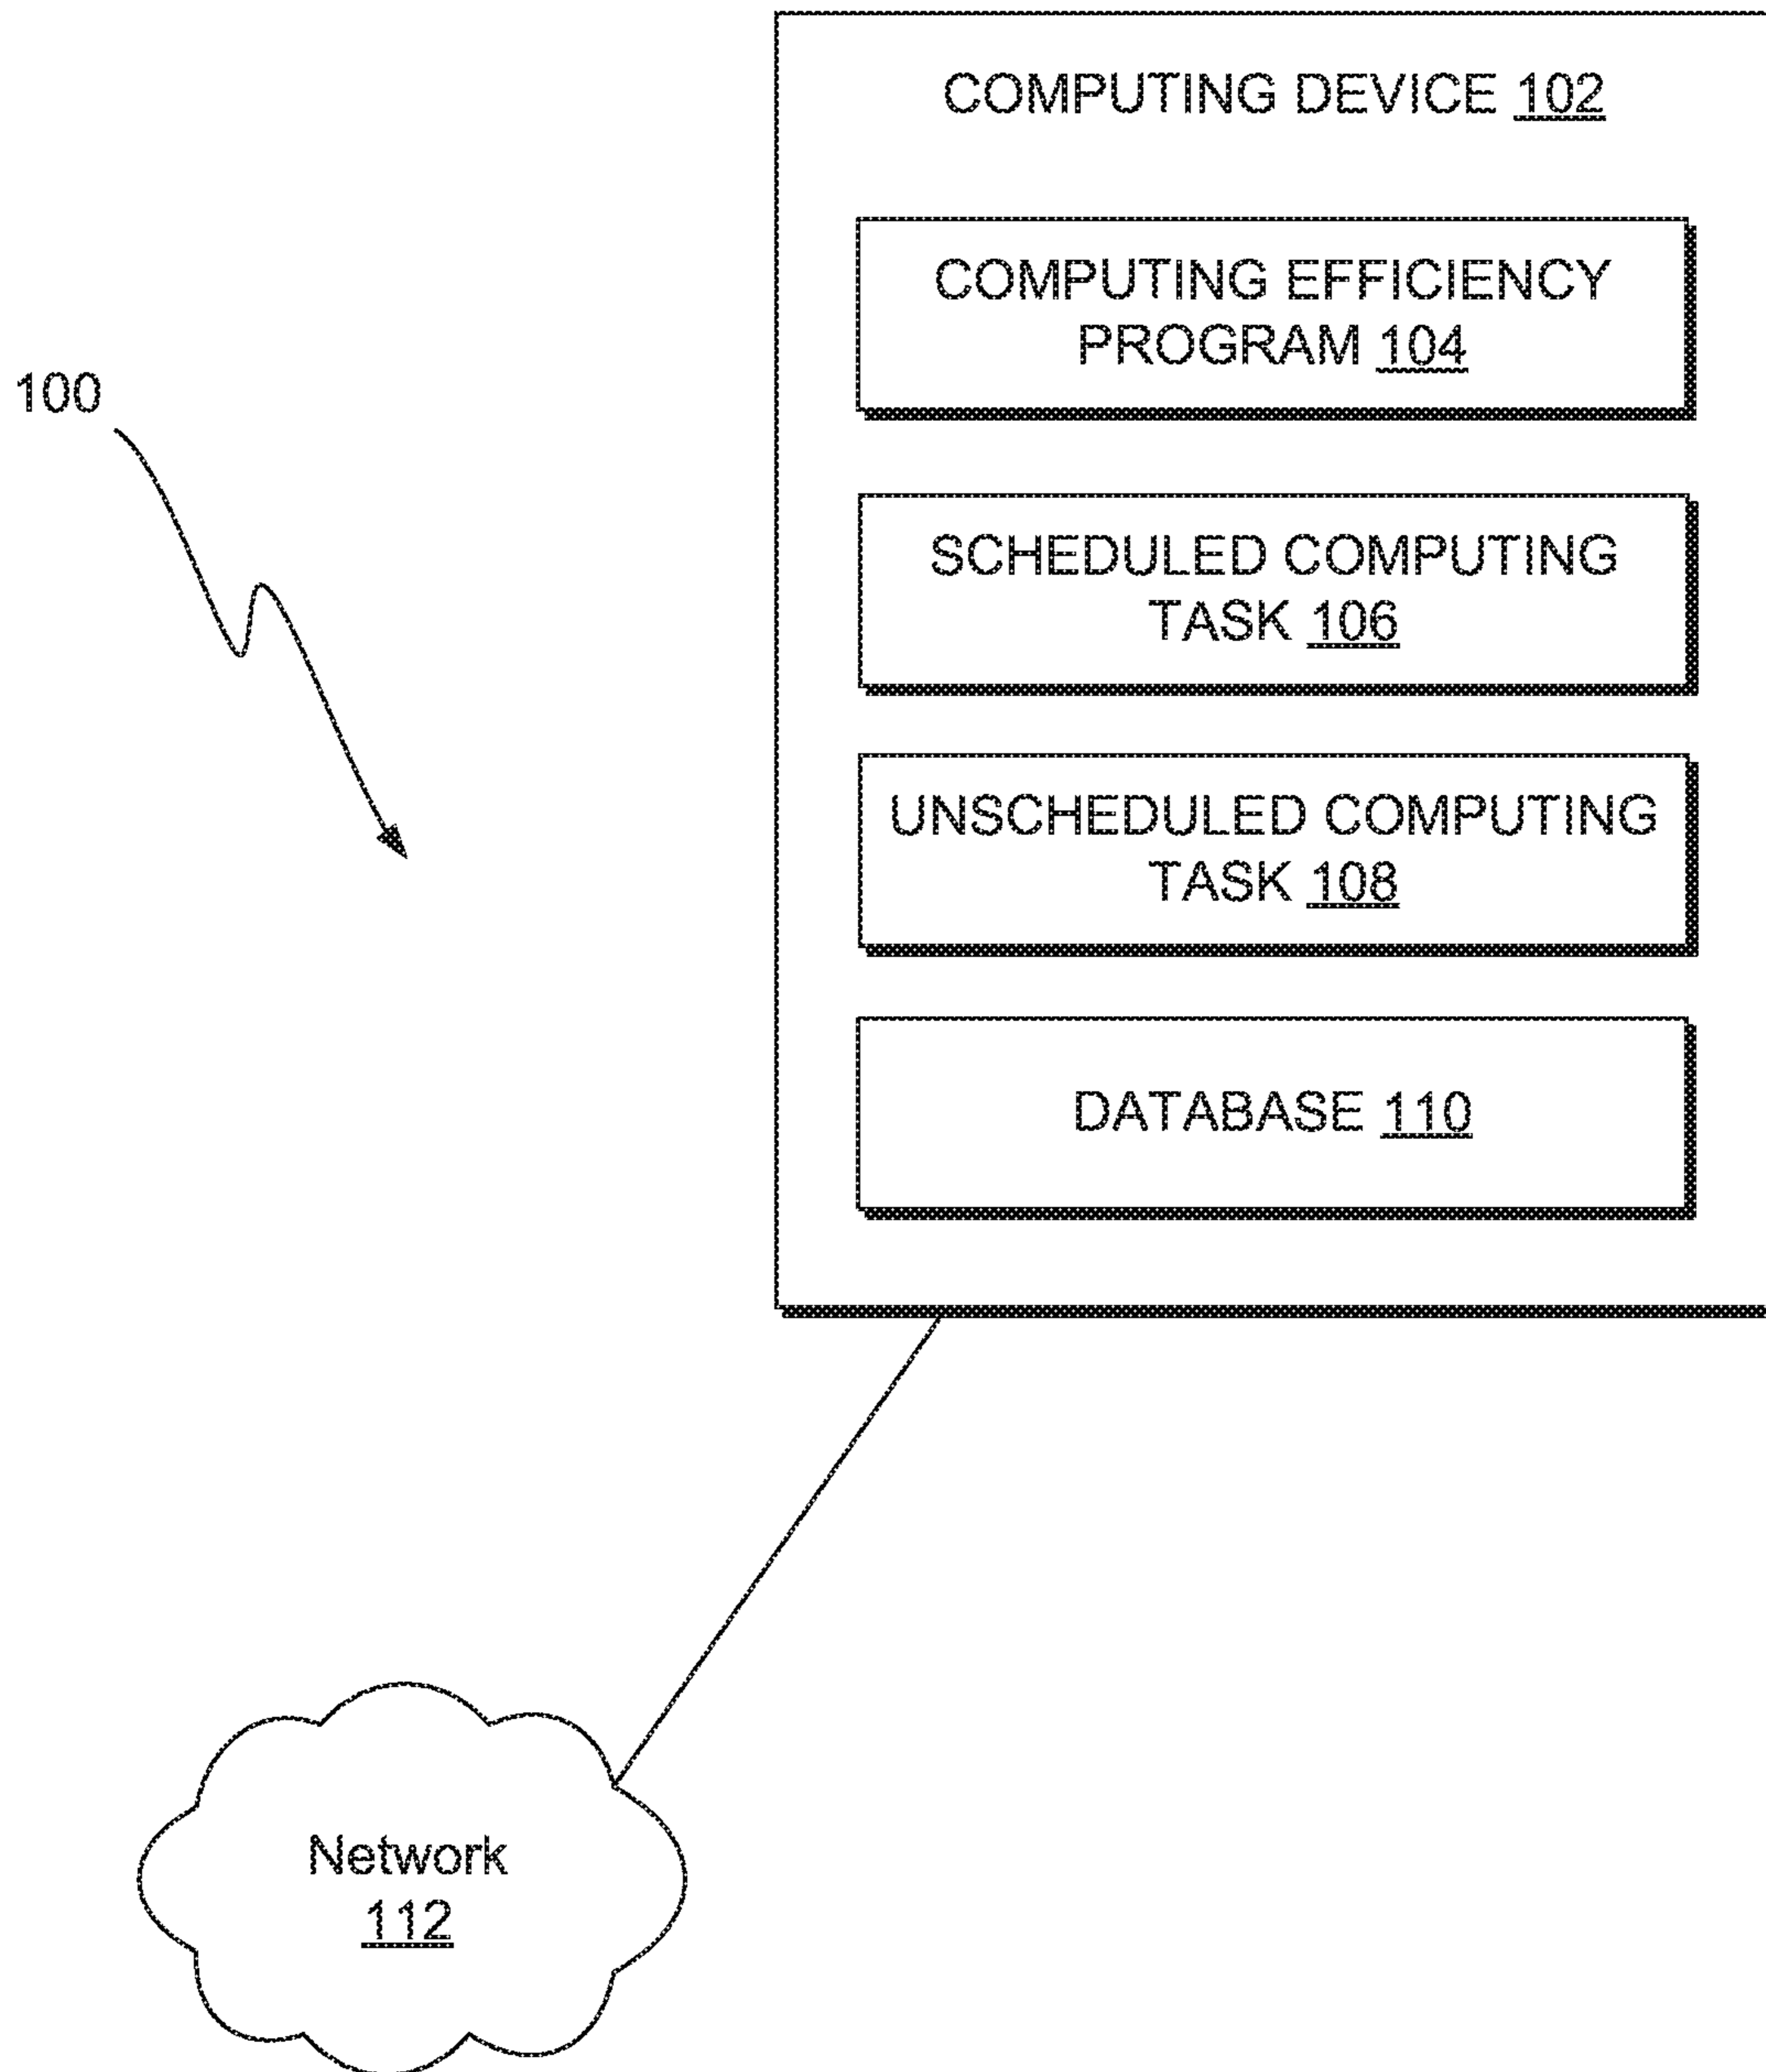 COMPUTING DEVICE 102
COMPUTING EFFICIENCY
PROGRAM 104
100
SCHEDULED COMPUTING
TASK 106
UNSCHEDULED COMPUTING
TASK 108
DATABASE 110
Network
112